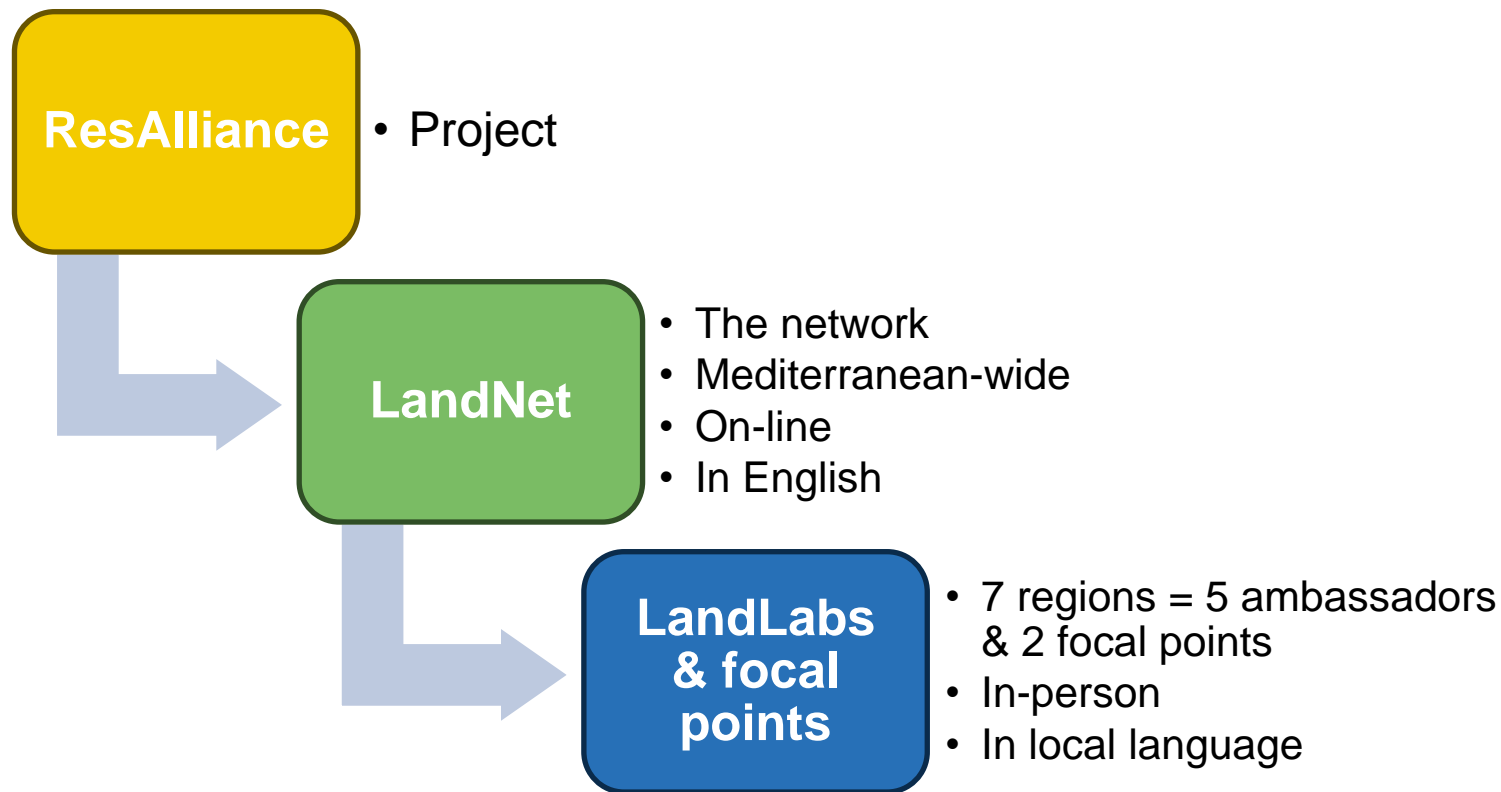 ResAlliance
• Project
LandNet
• The network
• Mediterranean-wide
• On-line
• In English
LandLabs
& focal
points
• 7 regions = 5 ambassadors
& 2 focal points
• In-person
• In local language